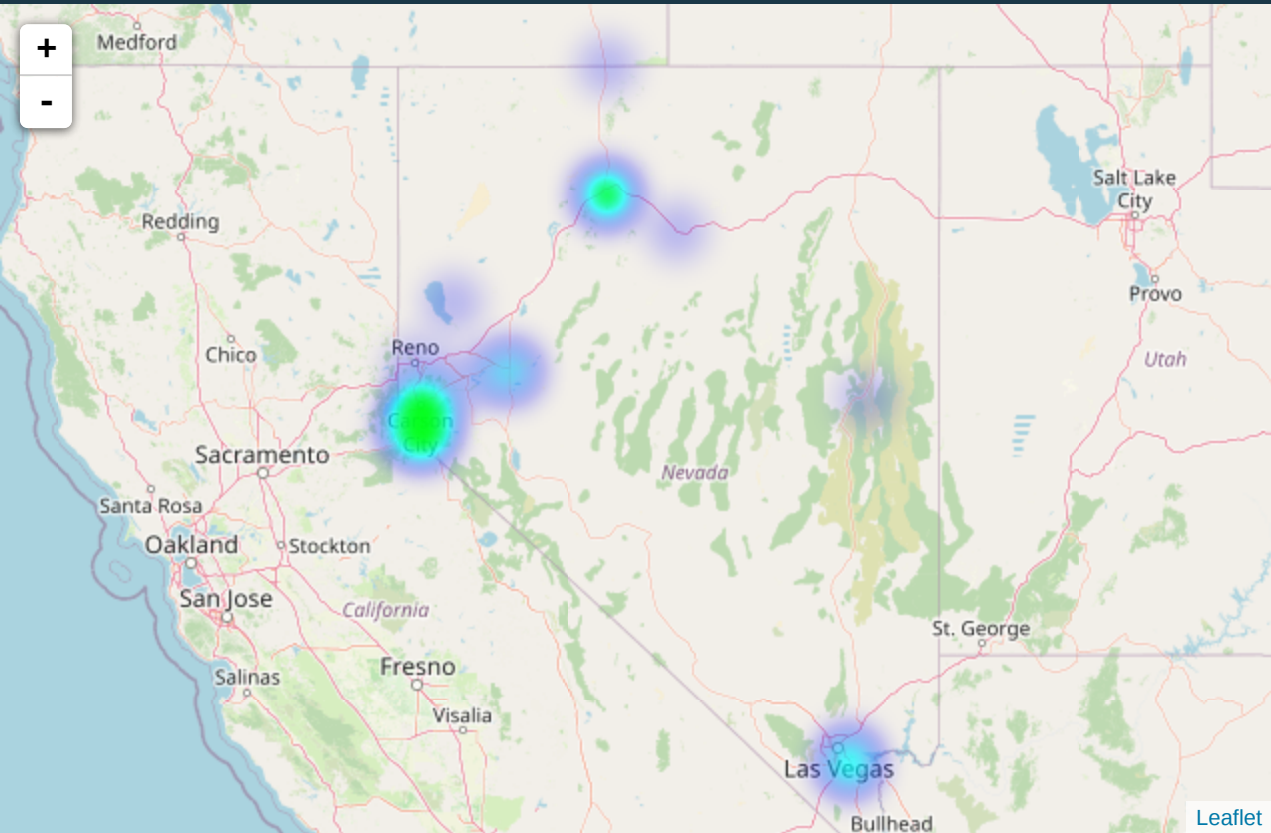 +
Medford
-
Salt Lake
City
Redding
Provo
Reno
Chico
Utah
Carson
City
Sacramento
Nevada
Santa Rosa
Oakland
Stockton
San Jose
California
St. George
Fresno
Salinas
Visalia
Las Vegas
Bullhead
Leaflet